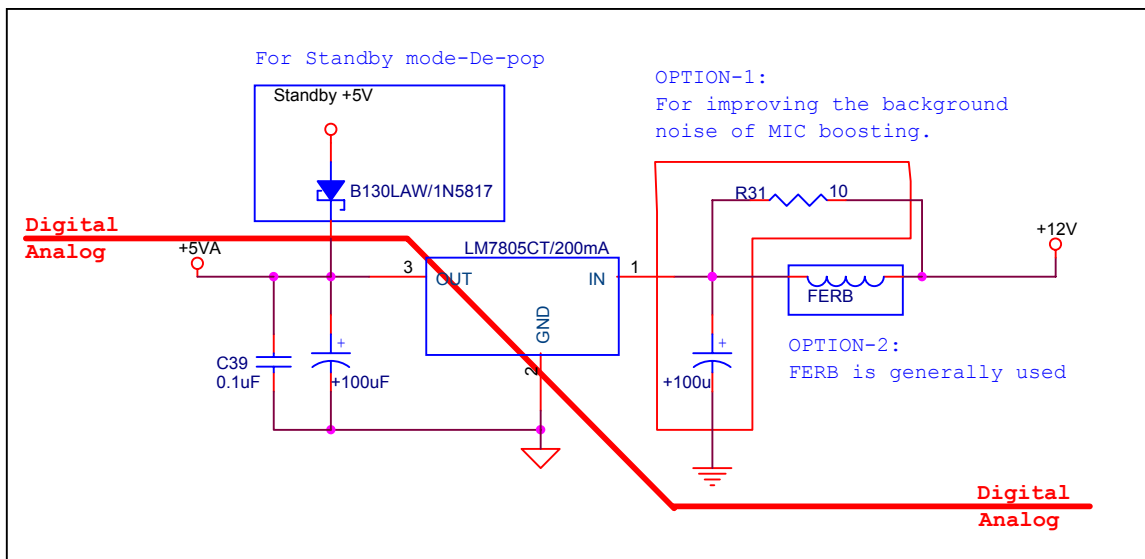 For Standby mode-De-pop
Standby +5V
B130LAW/1N5817
OPTION-1:
For improving the background
noise of MIC boosting.
R31
10
Digital
Analog
+5VA
LM7805CT/200mA
+12V
3
OUT
IN
1
GND
2
FERB
C39
0.1uF
+
+100uF
+
+100u
OPTION-2:
FERB is generally used
Digital
Analog